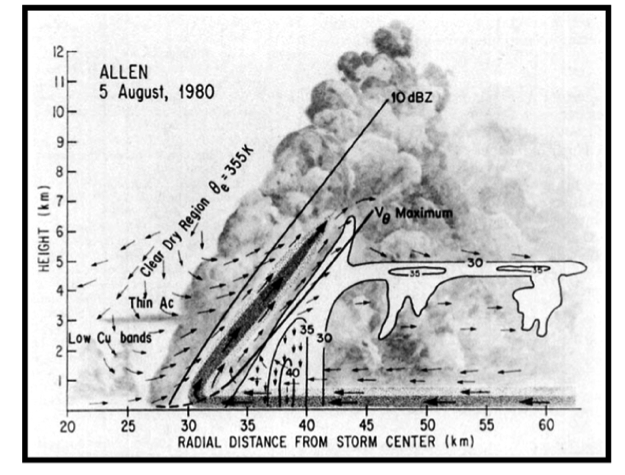 ALLEN
5 August, 1980
10 dBZ
Clear Dry Region θe = 355K
Vθ Maximum
Thin Ac
Low Cu bands
30
35
35
35
30
40
HEIGHT (km)
12
11
10
9
8
7
6
5
4
3
2
1
20 25 30 35 40 45 50 55 60
RADIAL DISTANCE FROM STORM CENTER (km)